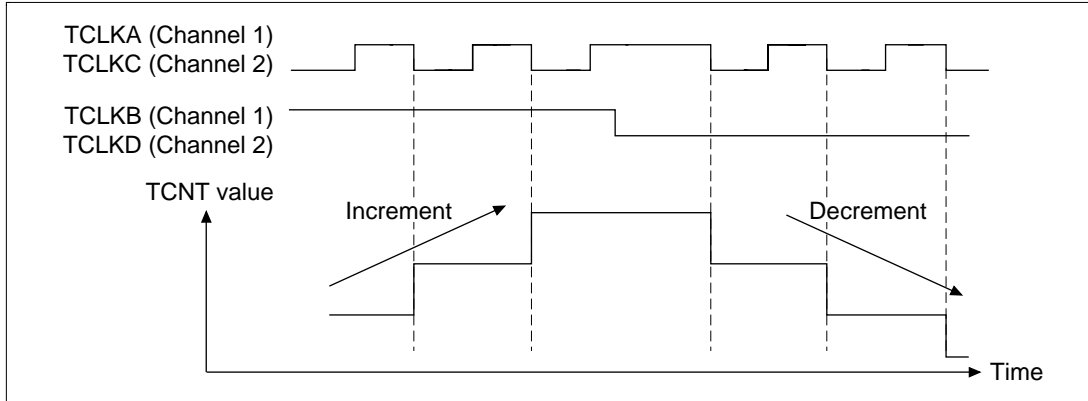 TCLKA (Channel 1)
TCLKC (Channel 2)
TCLKB (Channel 1)
TCLKD (Channel 2)
TCNT value
Increment
Decrement
Time